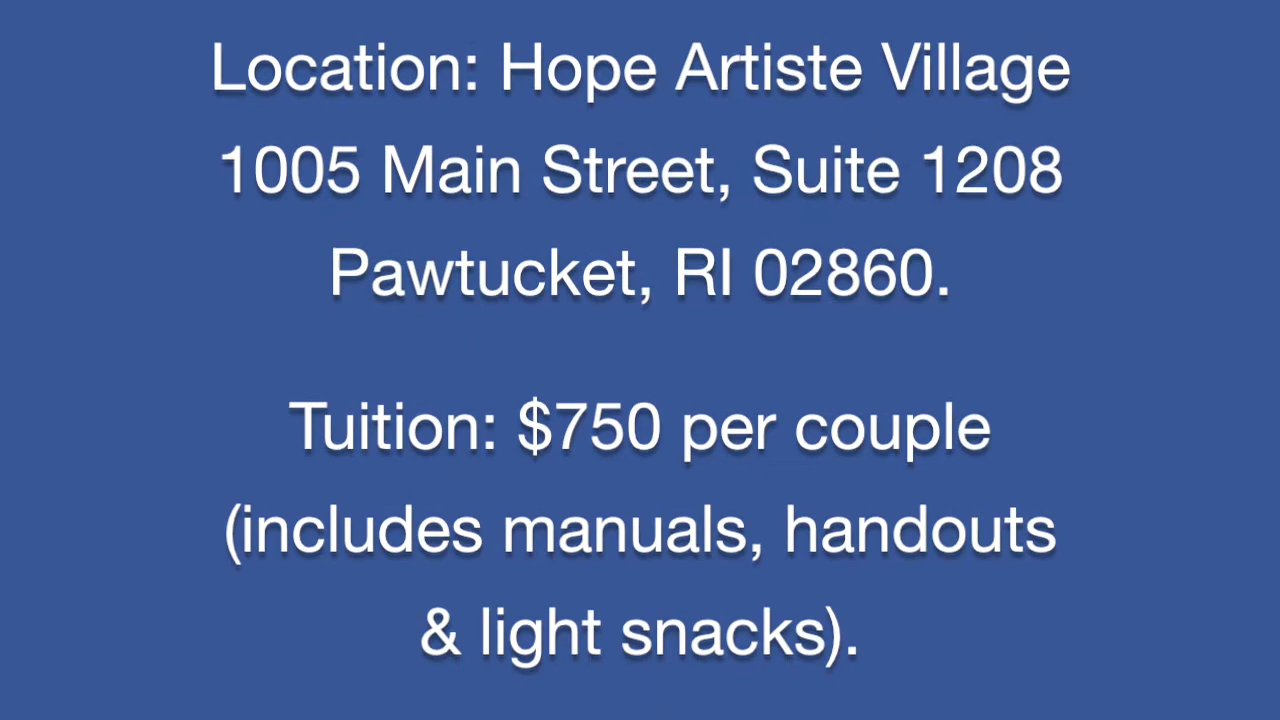 Location: Hope Artiste Village
1005 Main Street, Suite 1208
Pawtucket, RI 02860.
Tuition: $750 per couple
(includes manuals, handouts
& light snacks).